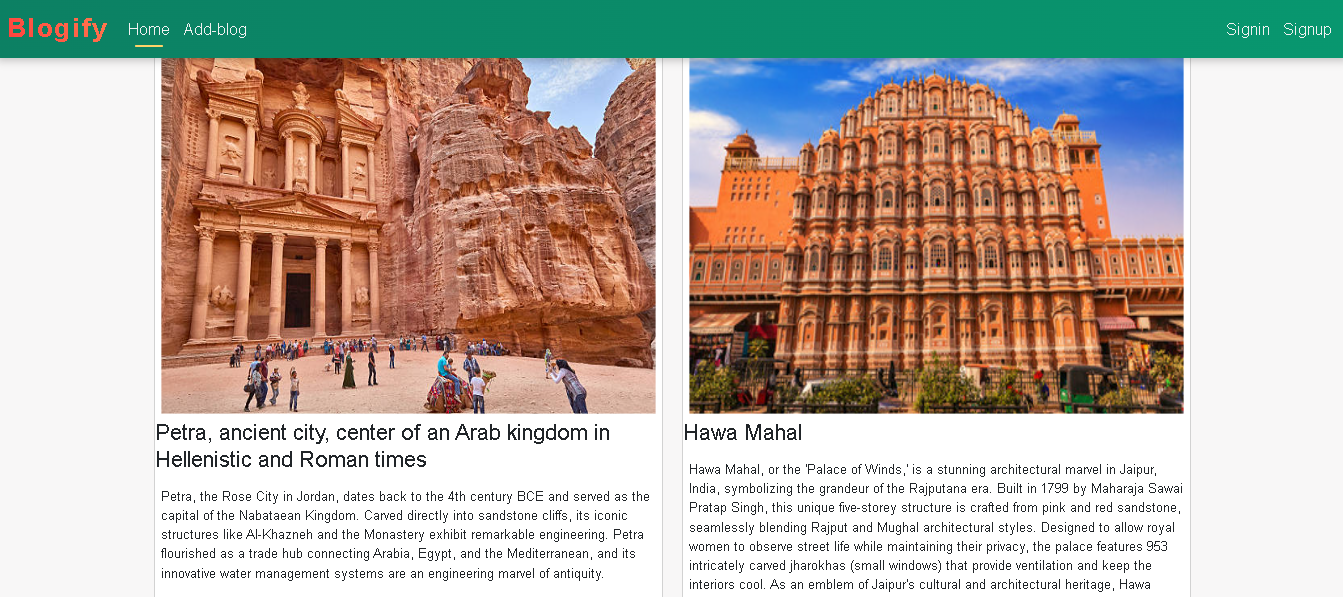 Blogify Home Add-blog Signin Signup
Petra, ancient city, center of an Arab kingdom in
Hellenistic and Roman times
Petra, the Rose City in Jordan, dates back to the 4th century BCE and served as the
capital of the Nabataean Kingdom. Carved directly into sandstone cliffs, its iconic
structures like Al-Khazneh and the Monastery exhibit remarkable engineering. Petra
flourished as a trade hub connecting Arabia, Egypt, and the Mediterranean, and its
innovative water management systems are an engineering marvel of antiquity.
Hawa Mahal
Hawa Mahal, or the 'Palace of Winds,' is a stunning architectural marvel in Jaipur,
India, symbolizing the grandeur of the Rajputana era. Built in 1799 by Maharaja Sawai
Pratap Singh, this unique five-storey structure is crafted from pink and red sandstone,
seamlessly blending Rajput and Mughal architectural styles. Designed to allow royal
women to observe street life while maintaining their privacy, the palace features 953
intricately carved jharokhas (small windows) that provide ventilation and keep the
interiors cool. As an emblem of Jaipur's cultural and architectural heritage, Hawa